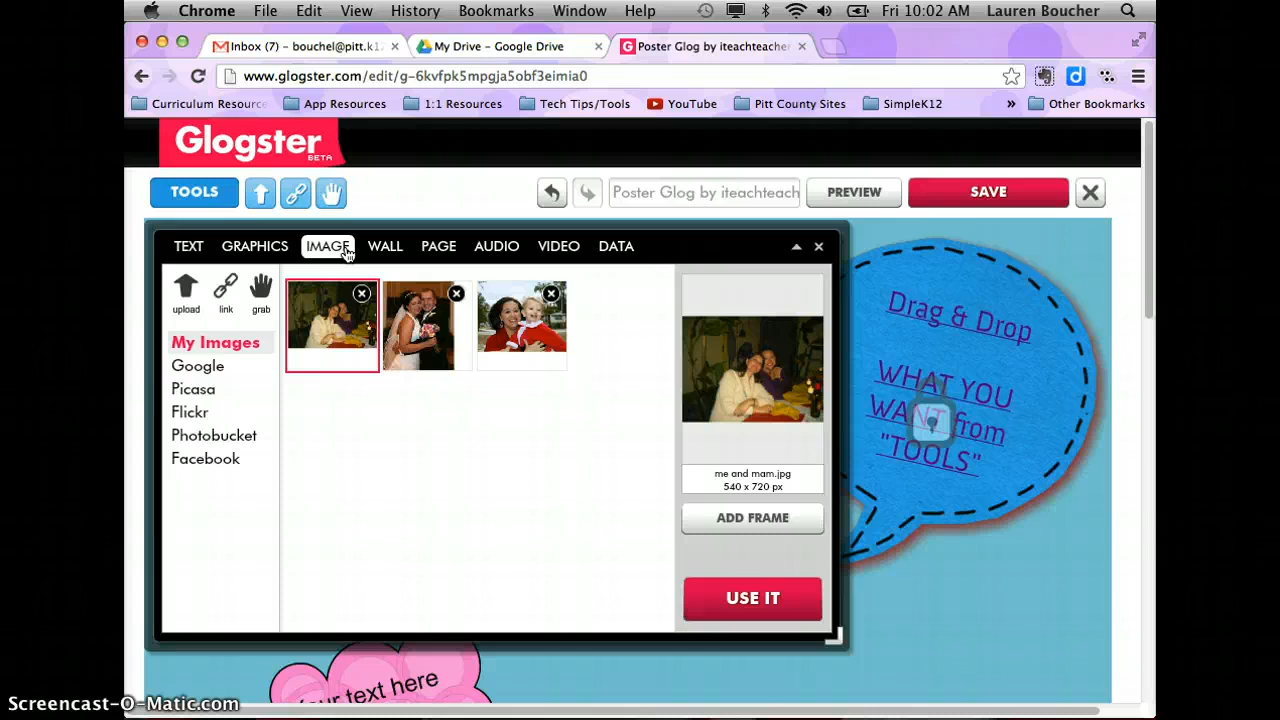 Chrome File Edit View History Bookmarks Window Help Fri 10:02 AM Lauren Boucher
Inbox (7) – bouchel@pitt.k12 My Drive – Google Drive Poster Glog by iteachteacher
www.glogster.com/edit/g-6kvfpk5mpgja5obf3eimia0
Curriculum Resourc App Resources 1:1 Resources Tech Tips/Tools YouTube Pitt County Sites SimpleK12 » Other Bookmarks
Glogster
BETA
TOOLS Poster Glog by iteachteach PREVIEW SAVE
TEXT GRAPHICS IMAGE WALL PAGE AUDIO VIDEO DATA
upload link grab
My Images
Google
Picasa
Flickr
Photobucket
Facebook
me and mam.jpg
540 x 720 px
ADD FRAME
USE IT
Drag & Drop
WHAT YOU
WANT from
"TOOLS"
Your text here
Screencast-O-Matic.com